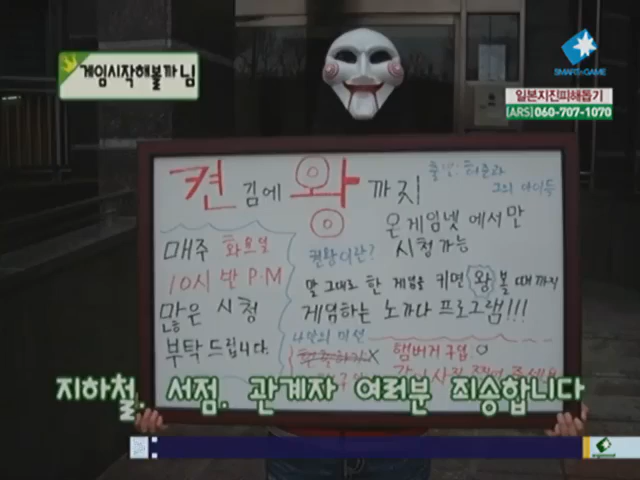 게임시작해볼까 님
SMART@GAME
일본지진피해돕기
[ARS] 060-707-1070
켠 김에 왕 까지
출연: 허준과
그의 아이들
매주 화요일
10시 반 P·M
많은 시청
부탁 드립니다.
온게임넷 에서만
시청가능
켠왕이란?
말 그대로 한 게임을 키면 왕 볼 때까지
게임하는 노가다 프로그램!!!
나만의 미션
햄버거 구입 O
지하철, 서점, 관계자 여러분 죄송합니다